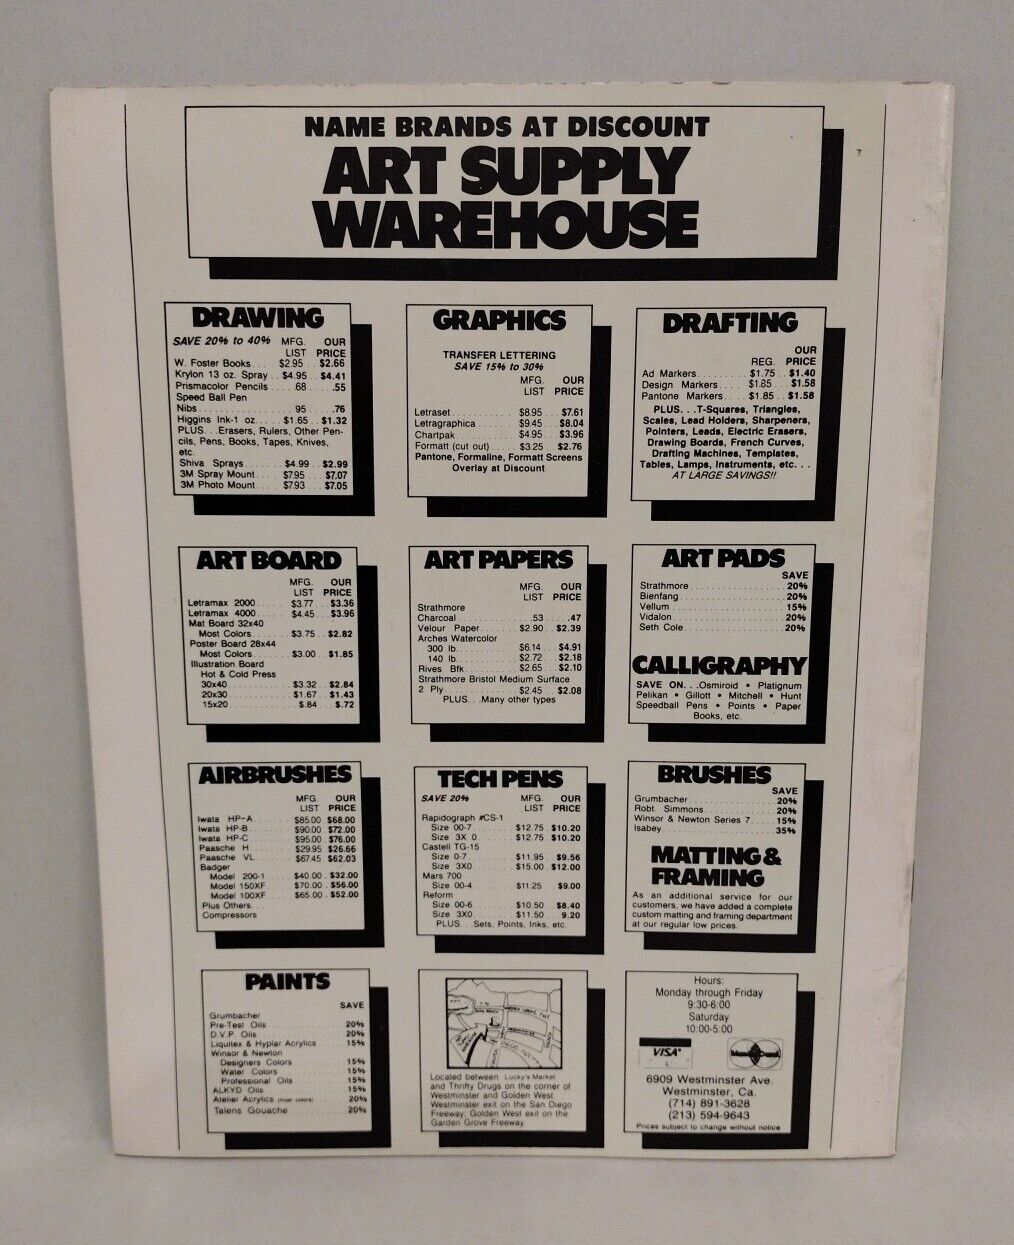 NAME BRANDS AT DISCOUNT
ART SUPPLY
WAREHOUSE
DRAWING
SAVE 20% to 40% MFG. OUR
LIST PRICE
W. Foster Books.... $2.95 .. $2.66
Krylon 13 oz. Spray .. $4.95 .. $4.41
Prismacolor Pencils ... .68 .. .55
Speed Ball Pen
Nibs .......... 95 .. .76
Higgins Ink-1 oz .... $1.65 .. $1.32
PLUS...Erasers, Rulers, Other Pen-
cils, Pens, Books, Tapes, Knives,
etc.
Shiva Sprays ........ $4.99 .. $2.99
3M Spray Mount ..... $7.95 .. $7.07
3M Photo Mount .... $7.93 .. $7.05
GRAPHICS
TRANSFER LETTERING
SAVE 15% to 30%
MFG. OUR
LIST PRICE
Letraset .......... $8.95 ... $7.61
Letragraphica ..... $9.45 ... $8.04
Chartpak .......... $4.95 ... $3.96
Formatt (cut out) .... $3.25 ... $2.76
Pantone, Formaline, Formatt Screens
Overlay at Discount
DRAFTING
OUR
REG. PRICE
Ad Markers .......... $1.75 .. $1.40
Design Markers ..... $1.85 .. $1.58
Pantone Markers .... $1.85 .. $1.58
PLUS. . .T-Squares, Triangles,
Scales, Lead Holders, Sharpeners,
Pointers, Leads, Electric Erasers,
Drawing Boards, French Curves,
Drafting Machines, Templates,
Tables, Lamps, Instruments, etc. . .
AT LARGE SAVINGS!!
ART BOARD
MFG. OUR
LIST PRICE
Letramax 2000 ..... $3.77 .. $3.36
Letramax 4000 ..... $4.45 .. $3.96
Mat Board 32x40
Most Colors ....... $3.75 .. $2.82
Poster Board 28x44
Most Colors ....... $3.00 .. $1.85
Illustration Board
Hot & Cold Press
30x40 ............ $3.32 .. $2.84
20x30 ............ $1.67 .. $1.43
15x20 ............ $.84 .. $.72
ART PAPERS
MFG. OUR
LIST PRICE
Strathmore
Charcoal .......... .53 ... .47
Velour Paper ....... $2.90 .. $2.39
Arches Watercolor
300 lb. ........... $6.14 .. $4.91
140 lb. ........... $2.72 .. $2.18
Rives Bfk ......... $2.65 .. $2.10
Strathmore Bristol Medium Surface
2 Ply ............. $2.45 .. $2.08
PLUS...Many other types
ART PADS
SAVE
Strathmore .................. 20%
Bienfang .................... 20%
Vellum ...................... 15%
Vidalon ..................... 20%
Seth Cole ................... 20%
CALLIGRAPHY
SAVE ON. . .Osmiroid • Platignum
Pelikan • Gillott • Mitchell • Hunt
Speedball Pens • Points • Paper
Books, etc.
AIRBRUSHES
MFG. OUR
LIST PRICE
Iwata HP-A ......... $85.00 $68.00
Iwata HP-B ......... $90.00 $72.00
Iwata HP-C ......... $95.00 $76.00
Paasche H .......... $29.95 $26.66
Paasche VL ......... $67.45 $62.03
Badger
Model 200-1 ..... $40.00 . $32.00
Model 150XF .... $70.00 . $56.00
Model 100XF .... $65.00 . $52.00
Plus Others
Compressors
TECH PENS
SAVE 20% MFG. OUR
LIST PRICE
Rapidograph #CS-1
Size 00-7 ......... $12.75 . $10.20
Size 3X 0 ......... $12.75 . $10.20
Castell TG-15
Size 0-7 .......... $11.95 .. $9.56
Size 3X0 .......... $15.00 . $12.00
Mars 700
Size 00-4 ......... $11.25 .. $9.00
Reform
Size 00-6 ......... $10.50 .. $8.40
Size 3X0 .......... $11.50 .. 9.20
PLUS...Sets, Points, Inks, etc.
BRUSHES
SAVE
Grumbacher ................. 20%
Robt. Simmons .............. 20%
Winsor & Newton Series 7 .... 15%
Isabey ..................... 35%
MATTING &
FRAMING
As an additional service for our
customers, we have added a complete
custom matting and framing department
at our regular low prices.
PAINTS
SAVE
Grumbacher
Pre-Test Oils .............. 20%
D.V.P. Oils ................ 20%
Liquitex & Hyplar Acrylics ... 15%
Winsor & Newton
Designers Colors .......... 15%
Water Colors .............. 15%
Professional Oils ......... 15%
ALKYD Oils ................. 15%
Atelier Acrylics (most colors) .... 20%
Talens Gouache ............. 20%
Located between Lucky's Market
and Thrifty Drugs on the corner of
Westminster and Golden West
Westminster exit on the San Diego
Freeway, Golden West exit on the
Garden Grove Freeway.
Hours:
Monday through Friday
9:30-6:00
Saturday
10:00-5:00
VISA
6909 Westminster Ave.
Westminster, Ca.
(714) 891-3628
(213) 594-9643
Prices subject to change without notice